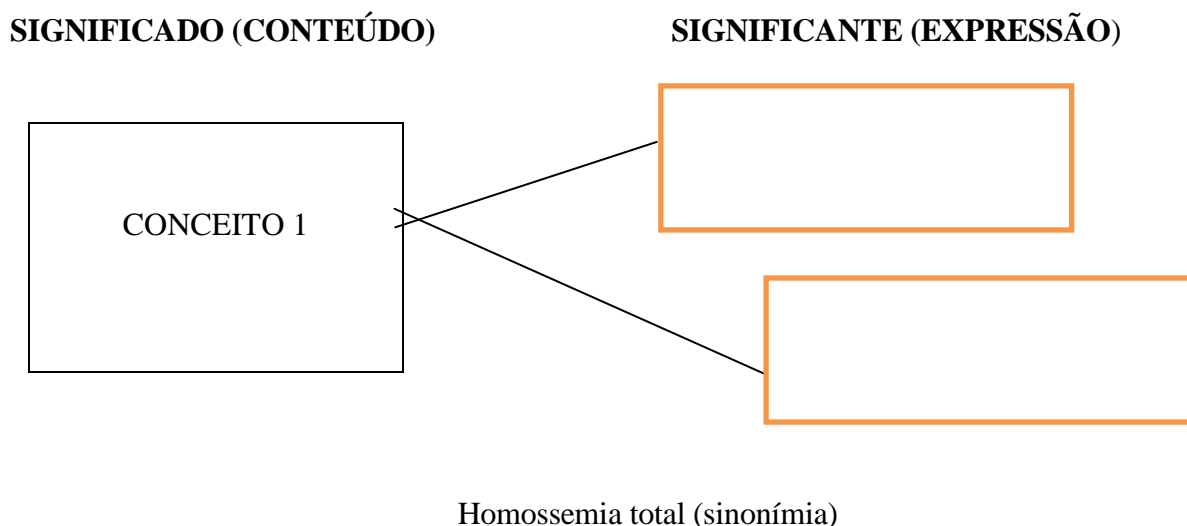 SIGNIFICADO (CONTEÚDO) SIGNIFICANTE (EXPRESSÃO)
CONCEITO 1
Homossemia total (sinonímia)